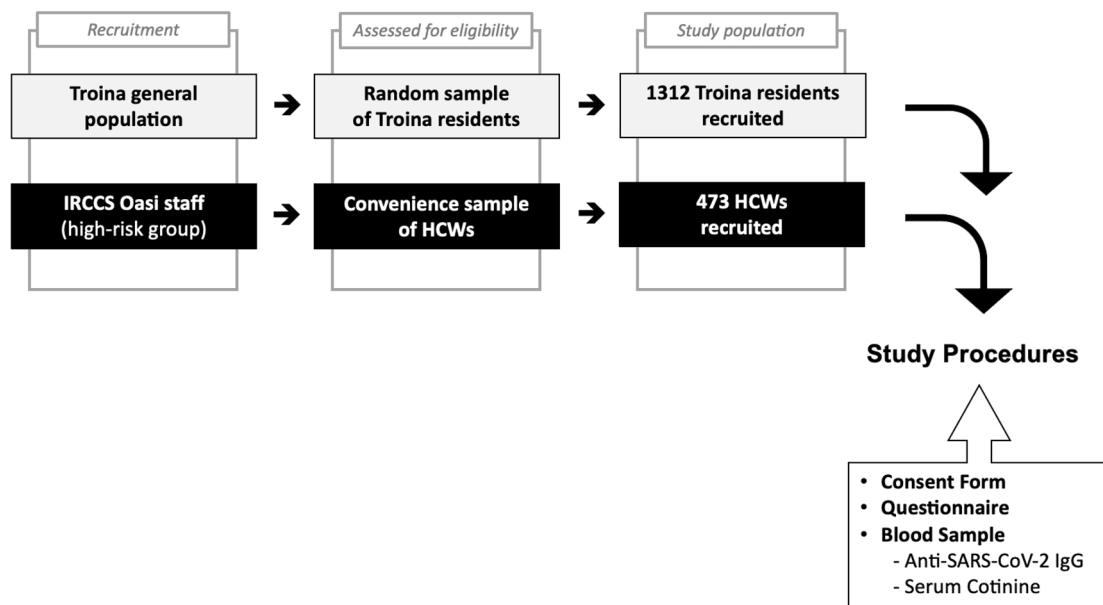 Recruitment
Assessed for eligibility
Study population
Troina general
population
Random sample
of Troina residents
1312 Troina residents
recruited
IRCCS Oasi staff
(high-risk group)
Convenience sample
of HCWs
473 HCWs
recruited
Study Procedures
• Consent Form
• Questionnaire
• Blood Sample
- Anti-SARS-CoV-2 IgG
- Serum Cotinine